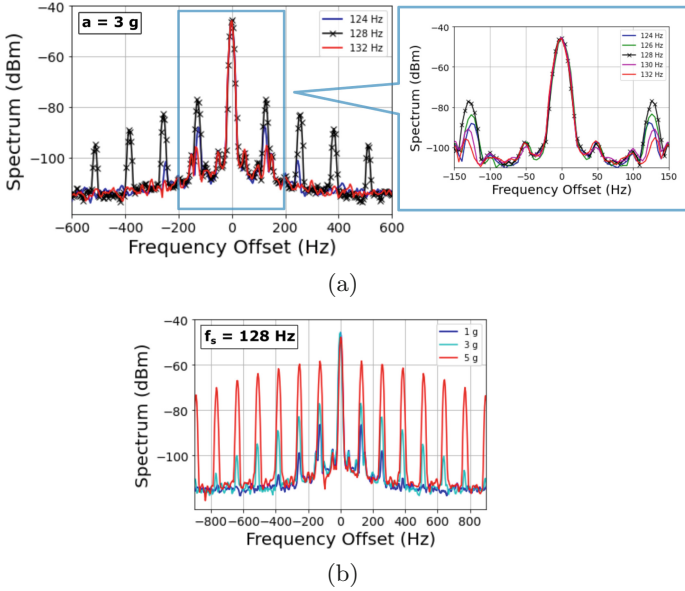 a = 3 g
124 Hz
128 Hz
132 Hz
−40
−60
−80
−100
Spectrum (dBm)
−600 −400 −200 0 200 400 600
Frequency Offset (Hz)
124 Hz
126 Hz
128 Hz
130 Hz
132 Hz
−40
−60
−80
−100
Spectrum (dBm)
−150 −100 −50 0 50 100 150
Frequency Offset (Hz)
(a)
fs = 128 Hz
1 g
3 g
5 g
−40
−60
−80
−100
Spectrum (dBm)
−800 −600 −400 −200 0 200 400 600 800
Frequency Offset (Hz)
(b)